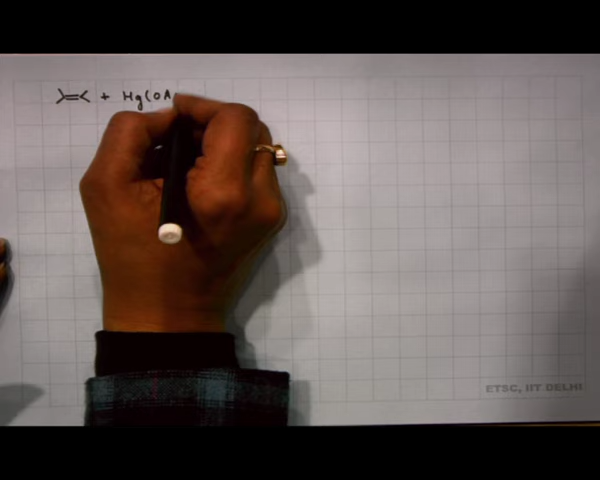 >=< + Hg(OA
ETSC, IIT DELHI